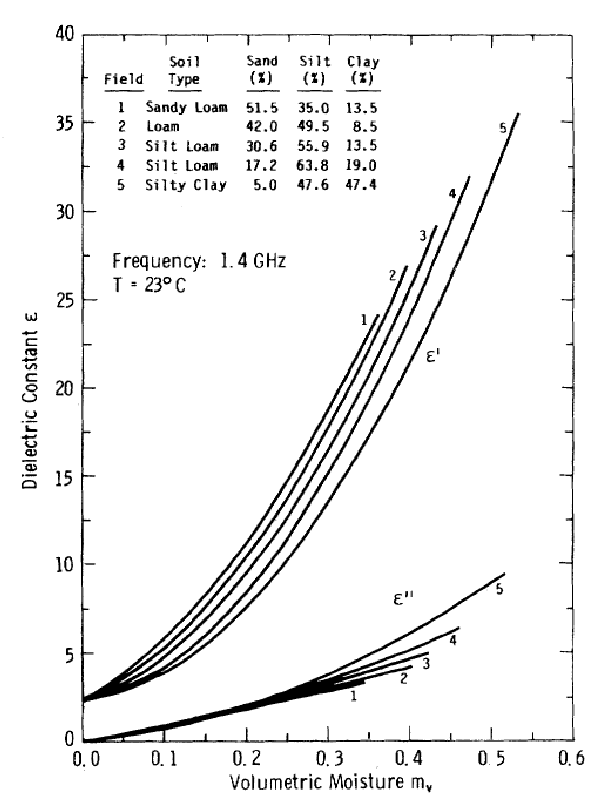 40
Soil Sand Silt Clay
Field Type (%) (%) (%)
1 Sandy Loam 51.5 35.0 13.5
35
2 Loam 42.0 49.5 8.5
3 Silt Loam 30.6 55.9 13.5
4 Silt Loam 17.2 63.8 19.0
5 Silty Clay 5.0 47.6 47.4
5
4
30
3
Frequency: 1.4 GHz
2
T = 23°C
25
1
ε'
20
Dielectric Constant ε
15
10
ε"
5
4
5
3
2
1
0
0.0 0.1 0.2 0.3 0.4 0.5 0.6
Volumetric Moisture mv